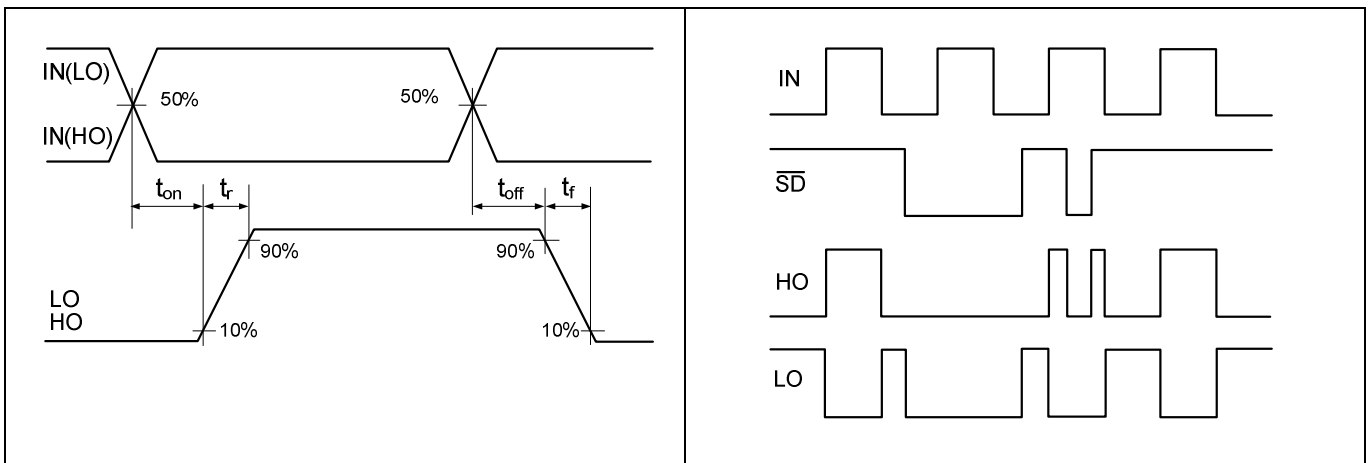 IN(LO)
50%
50%
IN(HO)
ton tr toff tf
90%
90%
LO
HO
10%
10%
IN
SD
HO
LO